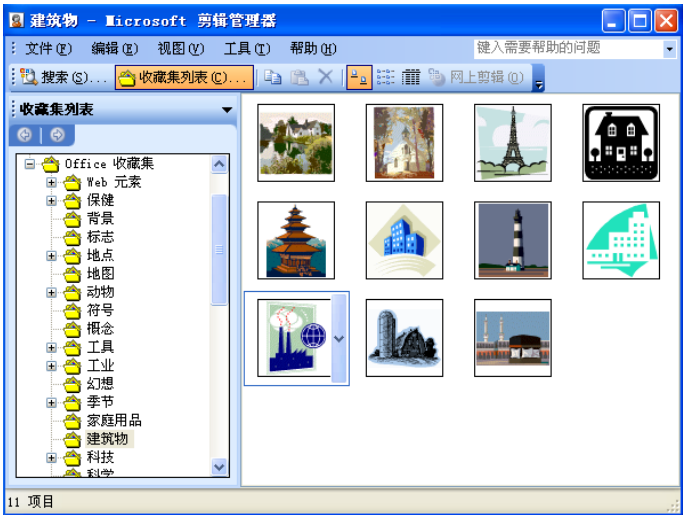 建筑物 - Microsoft 剪辑管理器
文件(F) 编辑(E) 视图(V) 工具(T) 帮助(H) 键入需要帮助的问题
搜索(S)... 收藏集列表(C)... 网上剪辑(O)
收藏集列表
Office 收藏集
Web 元素
保健
背景
标志
地点
地图
动物
符号
概念
工具
工业
幻想
季节
家庭用品
建筑物
科技
科学
11 项目